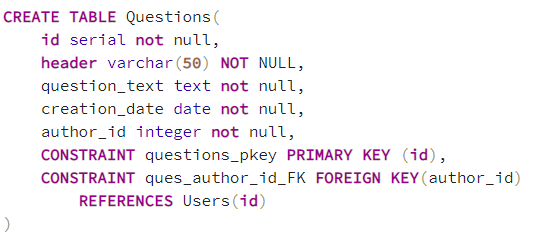 CREATE TABLE Questions(
    id serial not null,
    header varchar(50) NOT NULL,
    question_text text not null,
    creation_date date not null,
    author_id integer not null,
    CONSTRAINT questions_pkey PRIMARY KEY (id),
    CONSTRAINT ques_author_id_FK FOREIGN KEY(author_id)
        REFERENCES Users(id)
)